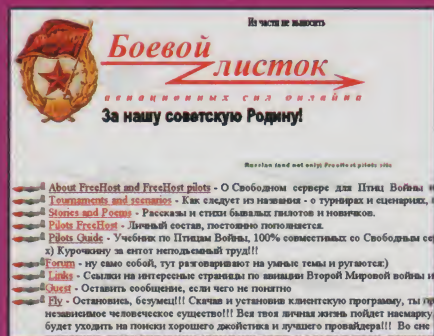 Из части не выносить
Боевой
листок
авиационных сил онлайна
За нашу советскую Родину!
Russian (and not only) FreeHost pilots site
About FreeHost and FreeHost pilots - О Свободном сервере для Птиц Войны и
Tournaments and scenarios - Как следует из названия - о турнирах и сценариях,
Stories and Poems - Рассказы и стихи бывалых пилотов и новичков.
Pilots FreeHost - Личный состав, постоянно пополняется.
Pilots Guide - Учебник по Птицам Войны, 100% совместимых со Свободным сер
х) Курочкину за ентот неподъемный труд!!!
Forum - ну само собой, тут разговаривают на умные темы и ругаются:)
Links - Ссылки на интересные страницы по авиации Второй Мировой войны и
Quest - Оставить сообщение, если чего не понятно
Fly - Остановись, безумец!!! Скачав и установив клиентскую программу, ты пр
независимое человеческое существо!!! Вся твоя личная жизнь пойдет насмарку
будет уходить на поиски хорошего джойстика и лучшего провайдера!!! Во сне